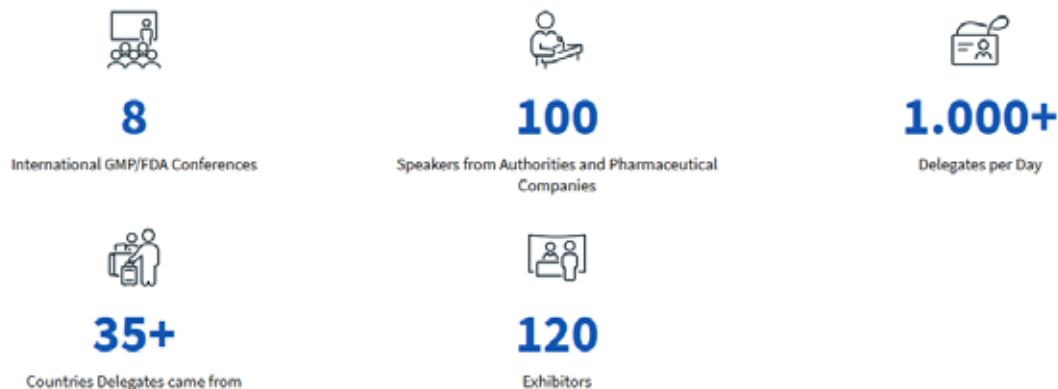 8
International GMP/FDA Conferences
100
Speakers from Authorities and Pharmaceutical
Companies
1.000+
Delegates per Day
35+
Countries Delegates came from
120
Exhibitors